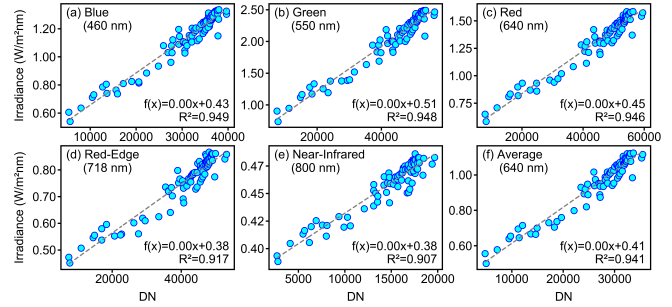 (a) Blue
(460 nm)
Irradiance (W/m²nm)
1.20
1.00
0.80
0.60
f(x)=0.00x+0.43
R²=0.949
10000 20000 30000 40000
(b) Green
(550 nm)
2.50
2.00
1.50
1.00
f(x)=0.00x+0.51
R²=0.948
20000 40000
(c) Red
(640 nm)
1.50
1.25
1.00
0.75
f(x)=0.00x+0.45
R²=0.946
20000 40000 60000
(d) Red-Edge
(718 nm)
Irradiance (W/m²nm)
0.80
0.70
0.60
0.50
f(x)=0.00x+0.38
R²=0.917
20000 40000
DN
(e) Near-Infrared
(800 nm)
0.47
0.45
0.42
0.40
f(x)=0.00x+0.38
R²=0.907
5000 10000 15000 20000
DN
(f) Average
(640 nm)
1.00
0.80
0.60
f(x)=0.00x+0.41
R²=0.941
10000 20000 30000
DN